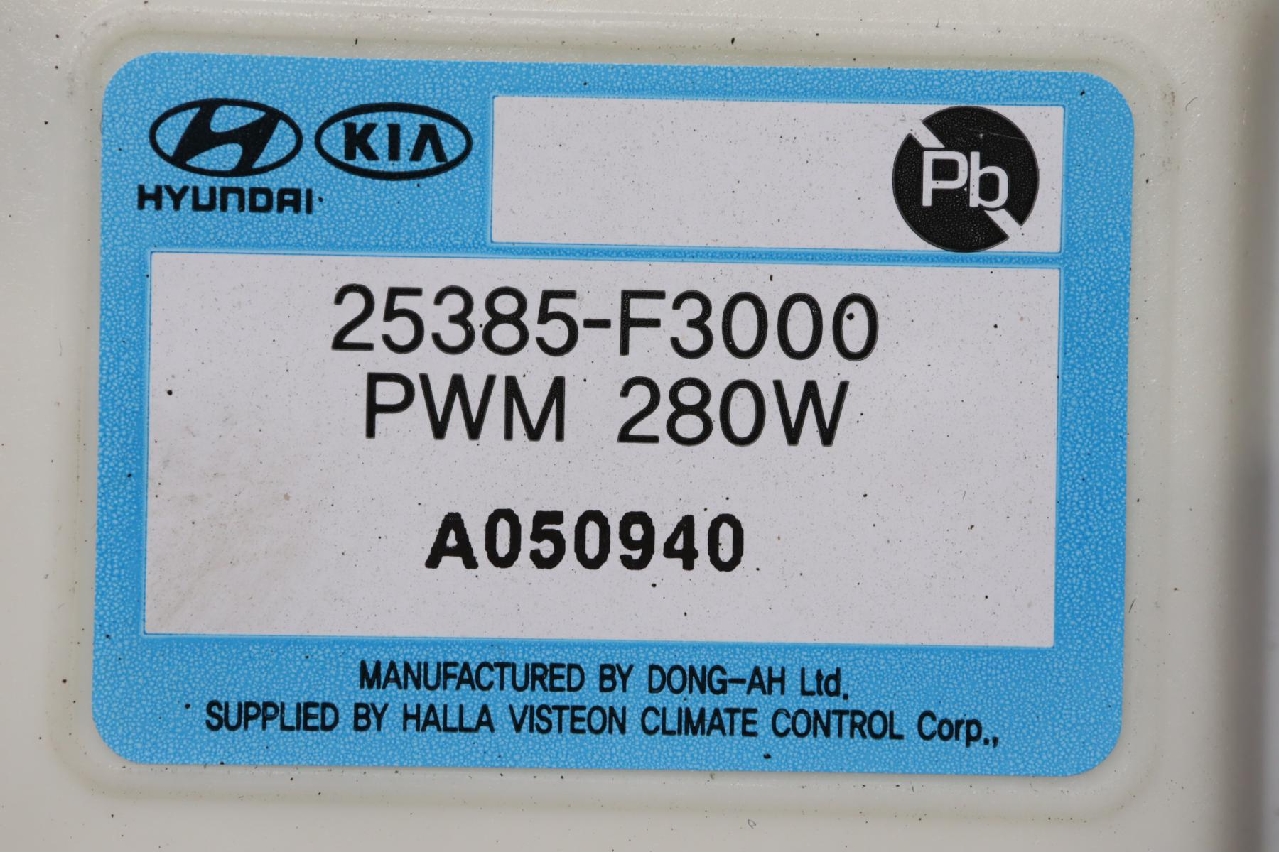 HYUNDAI
KIA
Pb
25385-F3000
PWM 280W
A050940
MANUFACTURED BY DONG-AH Ltd.
SUPPLIED BY HALLA VISTEON CLIMATE CONTROL Corp.,